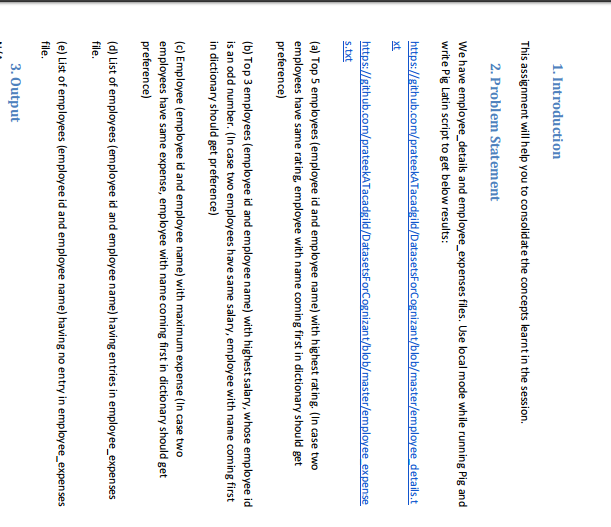 1. Introduction
This assignment will help you to consolidate the concepts learnt in the session.
2. Problem Statement
We have employee_details and employee_expenses files. Use local mode while running Pig and
write Pig Latin script to get below results:
https://github.com/prateekATacadgild/DatasetsForCognizant/blob/master/employee_details.t
xt
https://github.com/prateekATacadgild/DatasetsForCognizant/blob/master/employee_expense
s.txt
(a) Top 5 employees (employee id and employee name) with highest rating. (In case two
employees have same rating, employee with name coming first in dictionary should get
preference)
(b) Top 3 employees (employee id and employee name) with highest salary, whose employee id
is an odd number. (In case two employees have same salary, employee with name coming first
in dictionary should get preference)
(c) Employee (employee id and employee name) with maximum expense (In case two
employees have same expense, employee with name coming first in dictionary should get
preference)
(d) List of employees (employee id and employee name) having entries in employee_expenses
file.
(e) List of employees (employee id and employee name) having no entry in employee_expenses
file.
3. Output